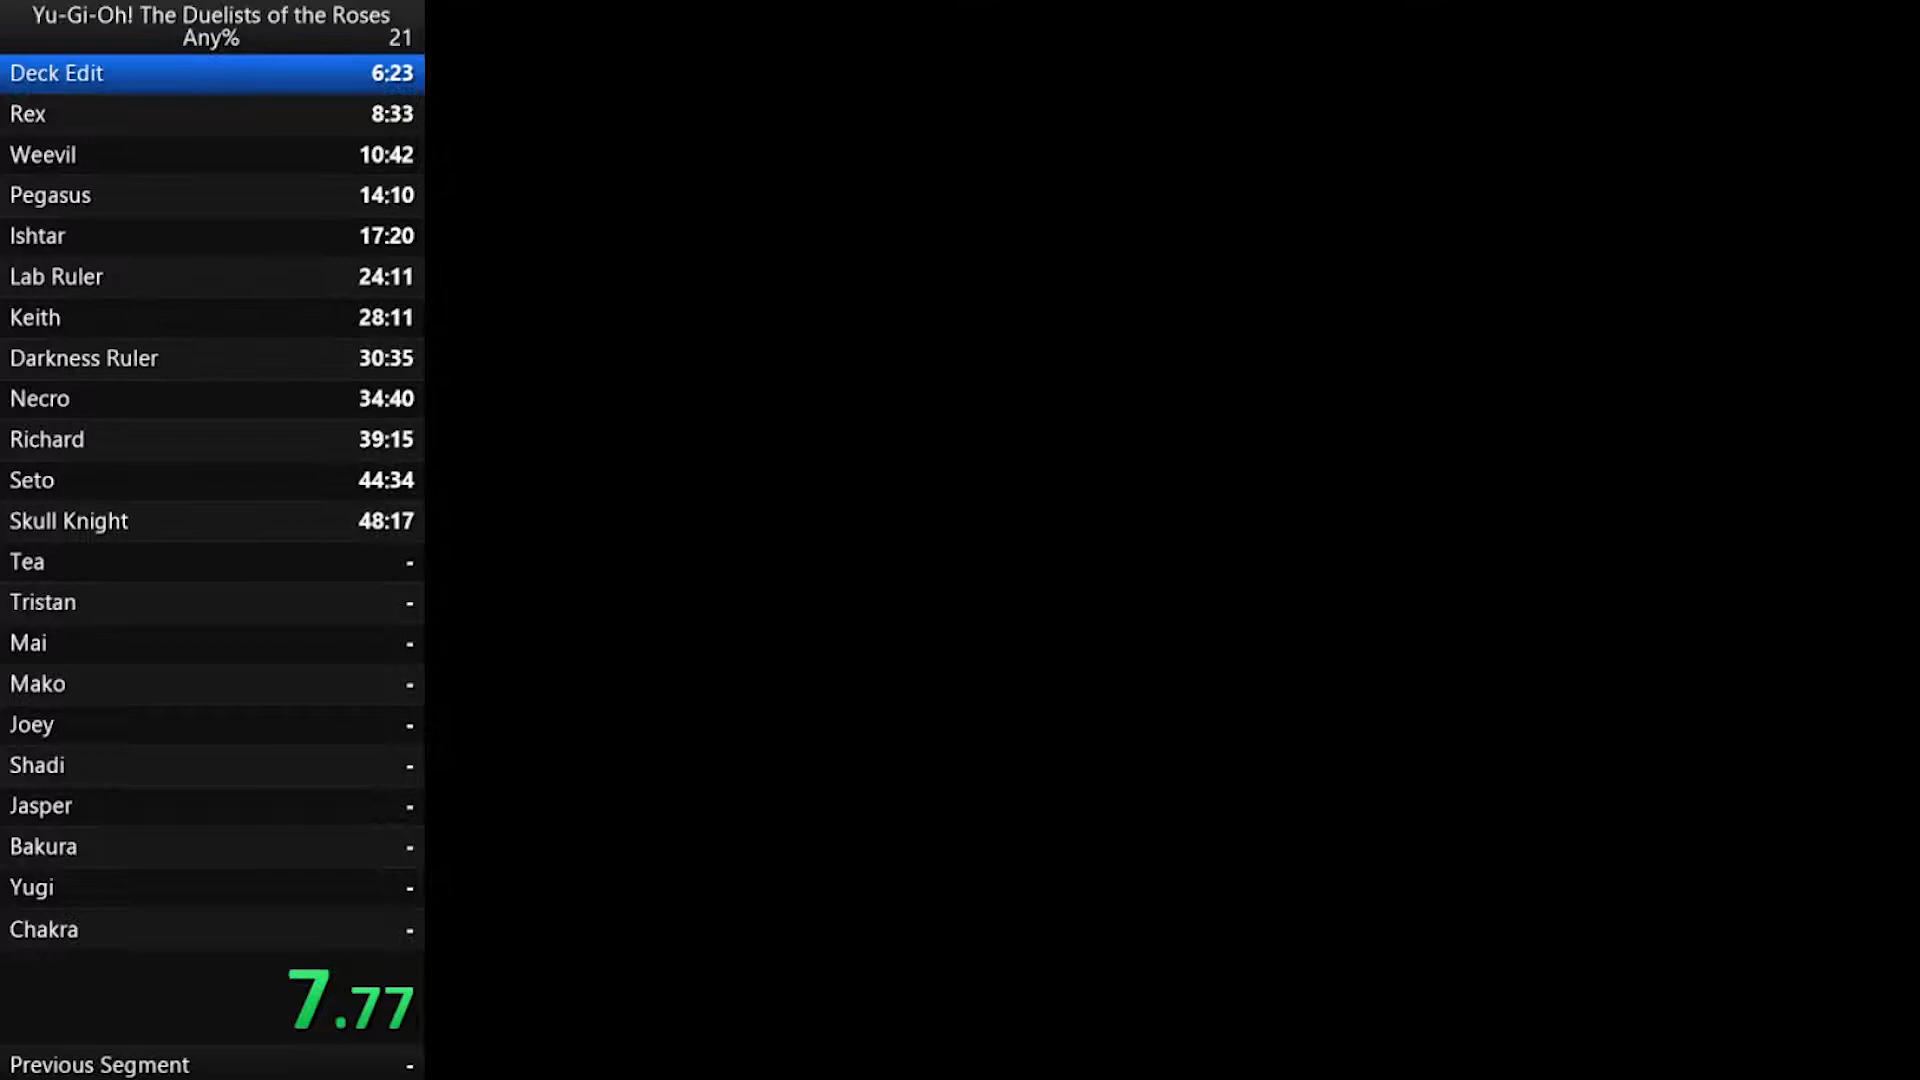 Yu-Gi-Oh! The Duelists of the Roses
Any% 21
Deck Edit 6:23
Rex 8:33
Weevil 10:42
Pegasus 14:10
Ishtar 17:20
Lab Ruler 24:11
Keith 28:11
Darkness Ruler 30:35
Necro 34:40
Richard 39:15
Seto 44:34
Skull Knight 48:17
Tea -
Tristan -
Mai -
Mako -
Joey -
Shadi -
Jasper -
Bakura -
Yugi -
Chakra -
7.77
Previous Segment -